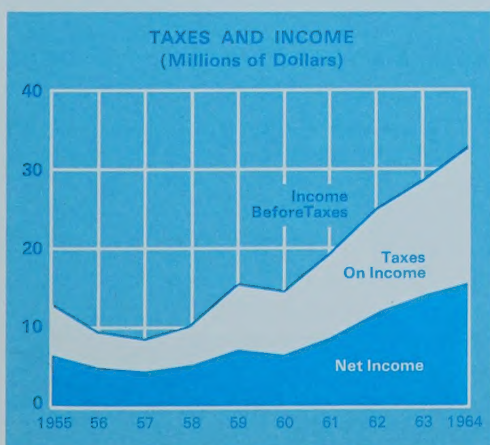 TAXES AND INCOME
(Millions of Dollars)
40
30
20
10
0
Income
BeforeTaxes
Taxes
On Income
Net Income
1955 56 57 58 59 60 61 62 63 1964